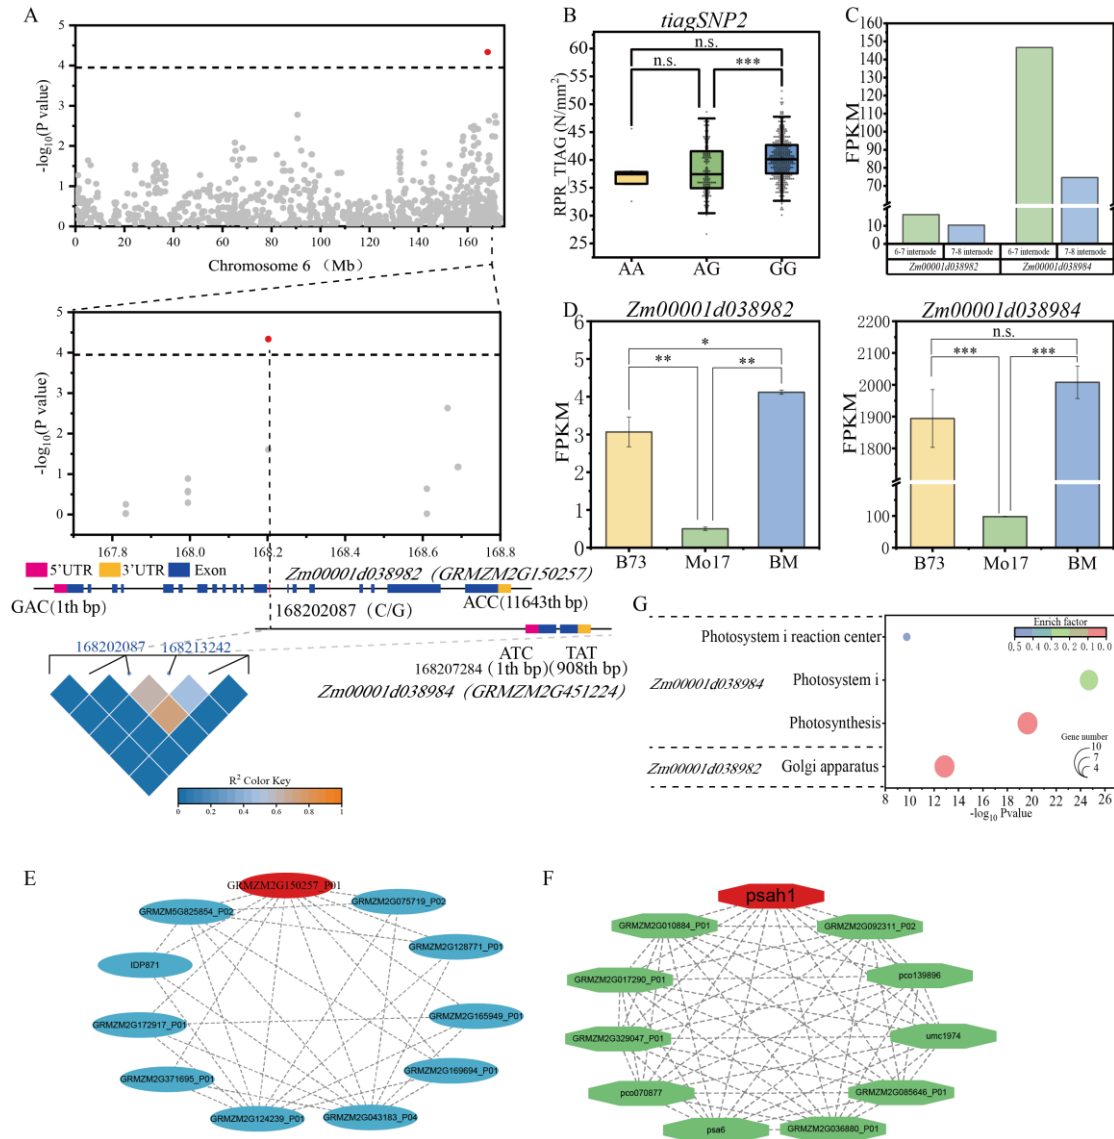 A
-log10(P value)
5
4
3
2
1
0
0 20 40 60 80 100 120 140 160
Chromosome 6 （Mb）
-log10(P value)
5
4
3
2
1
0
167.8 168.0 168.2 168.4 168.6 168.8
5'UTR 3'UTR Exon
Zm00001d038982 (GRMZM2G150257)
GAC(1th bp)
ACC(11643th bp)
168202087 (C/G)
168202087 168213242
ATC TAT
168207284 (1th bp)(908th bp)
Zm00001d038984 (GRMZM2G451224)
R2 Color Key
0 0.2 0.4 0.6 0.8 1
B
tiagSNP2
RPR_TIAG (N/mm2)
60
55
50
45
40
35
30
25
n.s.
n.s. ***
AA AG GG
C
FPKM
160
150
140
130
120
110
100
90
80
70
60
10
0
6-7 internode 7-8 internode 6-7 internode 7-8 internode
Zm00001d038982 Zm00001d038984
D
Zm00001d038982
FPKM
6
5
4
3
2
1
0
*
** **
B73 Mo17 BM
Zm00001d038984
FPKM
2200
2100
2000
1900
1800
100
0
n.s.
*** ***
B73 Mo17 BM
G
Photosystem i reaction center
Zm00001d038984
Photosystem i
Photosynthesis
Zm00001d038982
Golgi apparatus
Enrich factor
0.5 0.4 0.3 0.2 0.1 0.0
Gene number
10
7
4
8 10 12 14 16 18 20 22 24 26
-log10 Pvalue
E
GRMZM2G150257_P01
GRMZM5G825854_P02
GRMZM2G075719_P02
GRMZM2G128771_P01
IDP871
GRMZM2G165949_P01
GRMZM2G172917_P01
GRMZM2G169694_P01
GRMZM2G371695_P01
GRMZM2G124239_P01
GRMZM2G043183_P04
F
psah1
GRMZM2G010884_P01
GRMZM2G092311_P02
GRMZM2G017290_P01
pco139896
GRMZM2G329047_P01
umc1974
pco070877
GRMZM2G085646_P01
psa6
GRMZM2G036880_P01